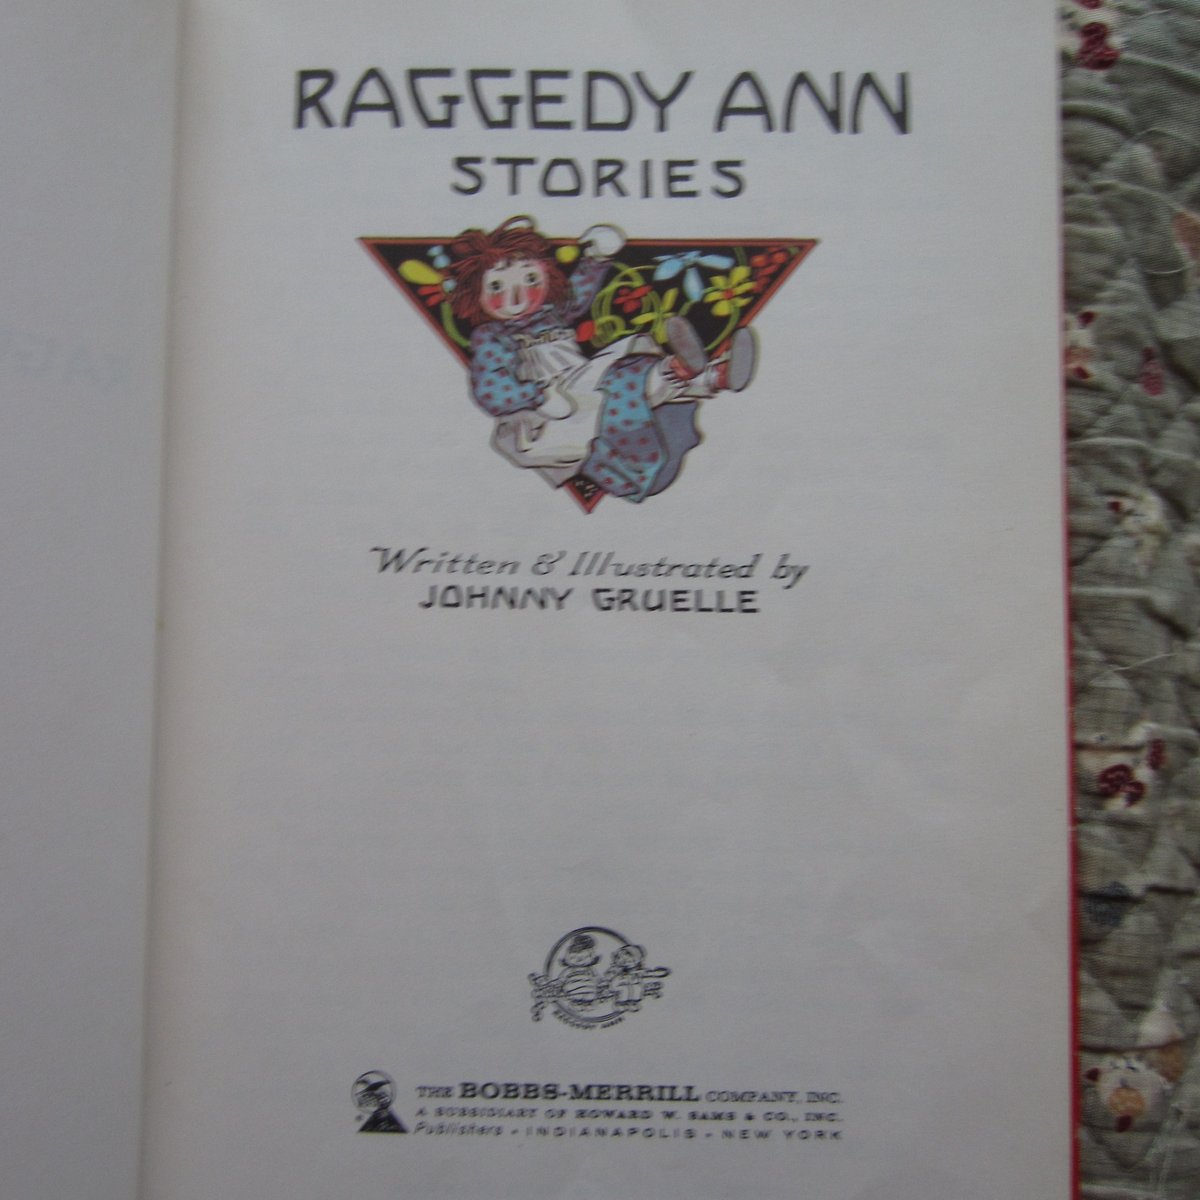 RAGGEDY ANN
STORIES
Written & Illustrated by
JOHNNY GRUELLE
THE BOBBS-MERRILL COMPANY, INC.
A SUBSIDIARY OF HOWARD W. SAMS & CO., INC.
Publishers • INDIANAPOLIS • NEW YORK